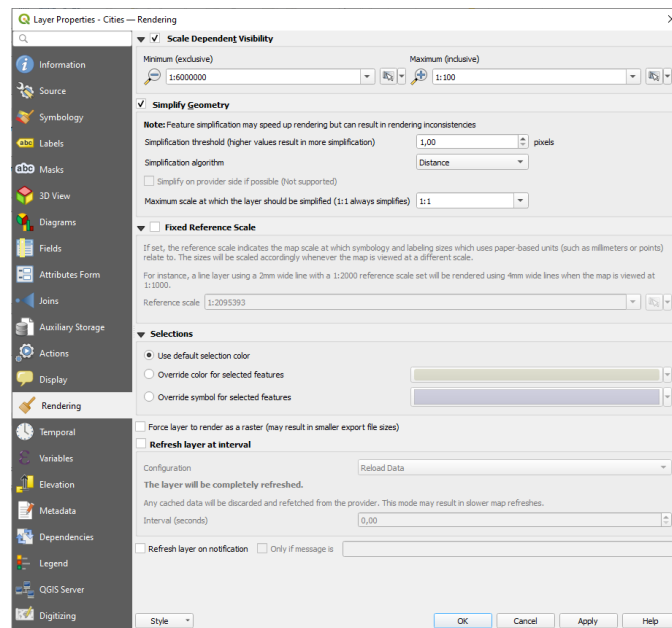 Layer Properties - Cities — Rendering
Information
Source
Symbology
abc Labels
abc Masks
3D View
Diagrams
Fields
Attributes Form
Joins
Auxiliary Storage
Actions
Display
Rendering
Temporal
Variables
Elevation
Metadata
Dependencies
Legend
QGIS Server
Digitizing
Scale Dependent Visibility
Minimum (exclusive) Maximum (inclusive)
1:6000000 1:100
Simplify Geometry
Note: Feature simplification may speed up rendering but can result in rendering inconsistencies
Simplification threshold (higher values result in more simplification) 1,00 pixels
Simplification algorithm Distance
Simplify on provider side if possible (Not supported)
Maximum scale at which the layer should be simplified (1:1 always simplifies) 1:1
Fixed Reference Scale
If set, the reference scale indicates the map scale at which symbology and labeling sizes which uses paper-based units (such as millimeters or points)
relate to. The sizes will be scaled accordingly whenever the map is viewed at a different scale.
For instance, a line layer using a 2mm wide line with a 1:2000 reference scale set will be rendered using 4mm wide lines when the map is viewed at
1:1000.
Reference scale 1:2095393
Selections
Use default selection color
Override color for selected features
Override symbol for selected features
Force layer to render as a raster (may result in smaller export file sizes)
Refresh layer at interval
Configuration Reload Data
The layer will be completely refreshed.
Any cached data will be discarded and refetched from the provider. This mode may result in slower map refreshes.
Interval (seconds) 0,00
Refresh layer on notification Only if message is
Style OK Cancel Apply Help